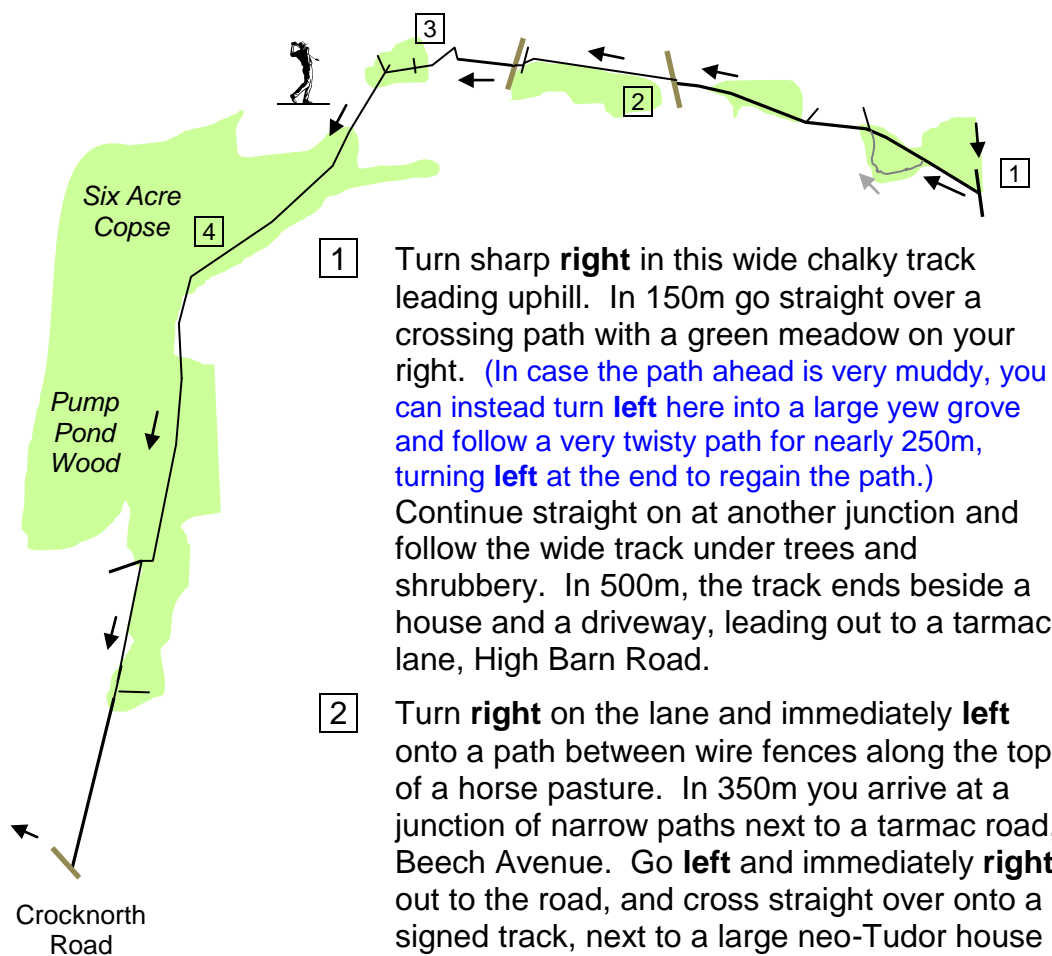 3
2
1
Six Acre
Copse
4
Pump
Pond
Wood
Crocknorth
Road
1 Turn sharp right in this wide chalky track
leading uphill. In 150m go straight over a
crossing path with a green meadow on your
right. (In case the path ahead is very muddy, you
can instead turn left here into a large yew grove
and follow a very twisty path for nearly 250m,
turning left at the end to regain the path.)
Continue straight on at another junction and
follow the wide track under trees and
shrubbery. In 500m, the track ends beside a
house and a driveway, leading out to a tarmac
lane, High Barn Road.
2 Turn right on the lane and immediately left
onto a path between wire fences along the top
of a horse pasture. In 350m you arrive at a
junction of narrow paths next to a tarmac road,
Beech Avenue. Go left and immediately right
out to the road, and cross straight over onto a
signed track, next to a large neo-Tudor house